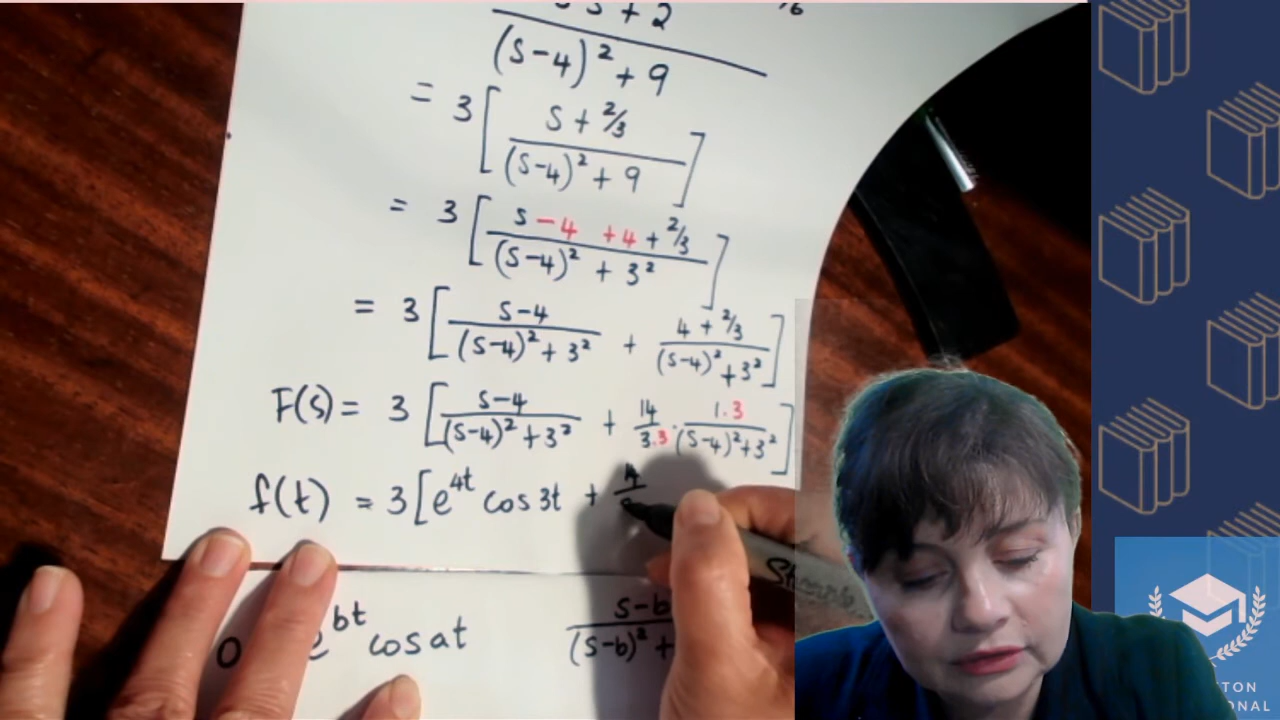 s + 2
(s-4)² + 9
= 3 [ s + 2/3
(s-4)² + 9 ]
= 3 [ s - 4 + 4 + 2/3
(s-4)² + 3² ]
= 3 [ s-4 + 4 + 2/3
(s-4)² + 3² (s-4)² + 3² ]
F(s) = 3 [ s-4 + 14 · 1.3
(s-4)² + 3² 3.3 (s-4)² + 3² ]
f(t) = 3 [ e^4t cos 3t + 14
e^bt cos at s-b
(s-b)² +